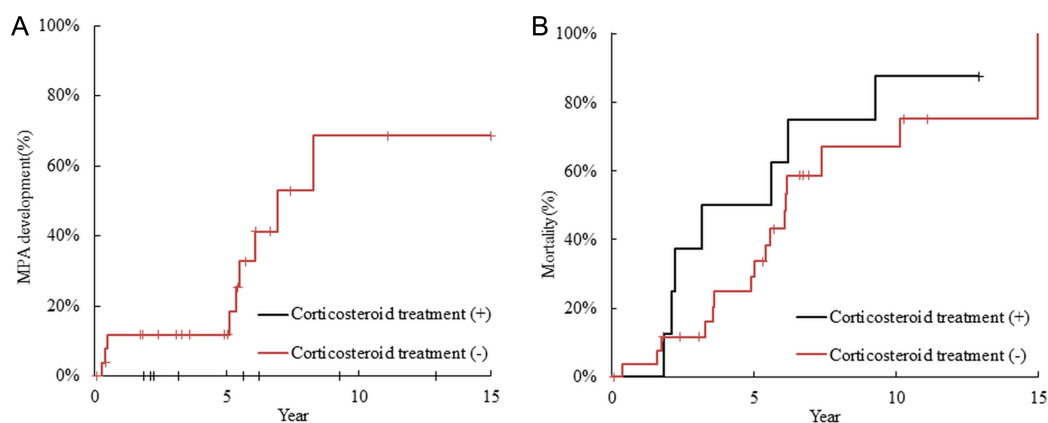 A
100%
80%
60%
40%
20%
0%
MPA development(%)
Corticosteroid treatment (+)
Corticosteroid treatment (-)
0 5 10 15
Year
B
100%
80%
60%
40%
20%
0%
Mortality(%)
Corticosteroid treatment (+)
Corticosteroid treatment (-)
0 5 10 15
Year